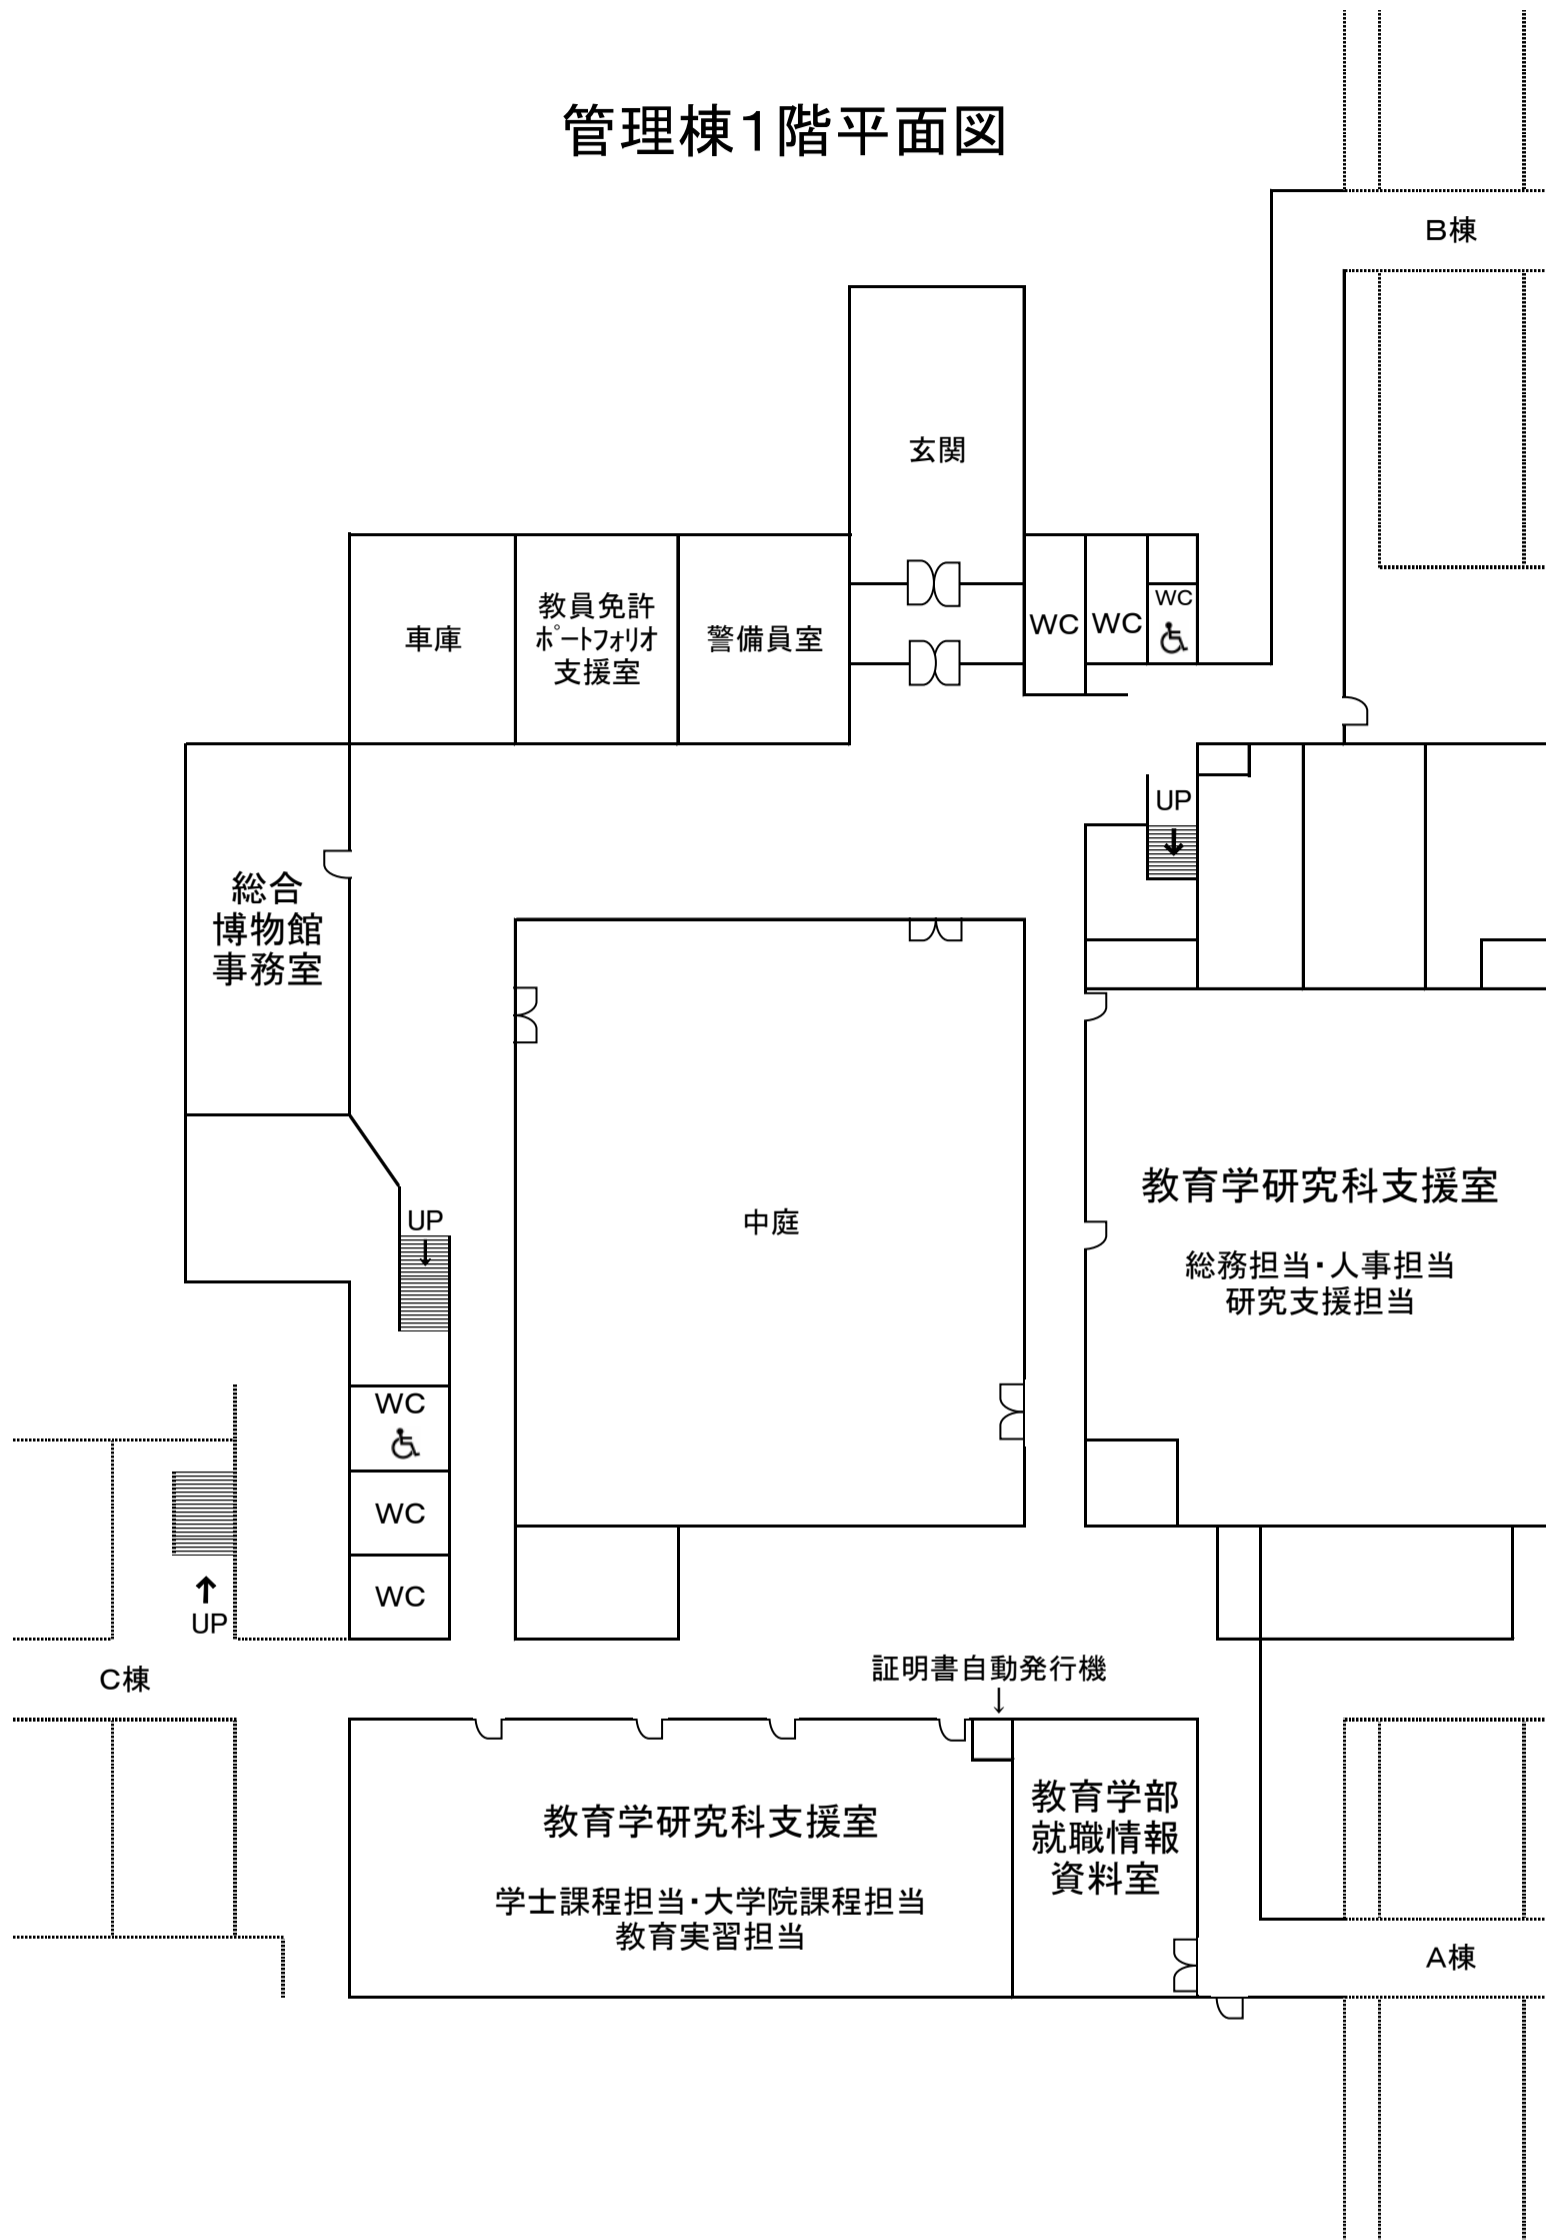 管理棟1階平面図
B棟
玄関
車庫
教員免許
ﾎﾟｰﾄﾌｫﾘｵ
支援室
警備員室
WC
WC
WC
UP
総合
博物館
事務室
教育学研究科支援室
総務担当・人事担当
研究支援担当
中庭
UP
WC
WC
WC
UP
C棟
証明書自動発行機
↓
教育学研究科支援室
学士課程担当・大学院課程担当
教育実習担当
教育学部
就職情報
資料室
A棟